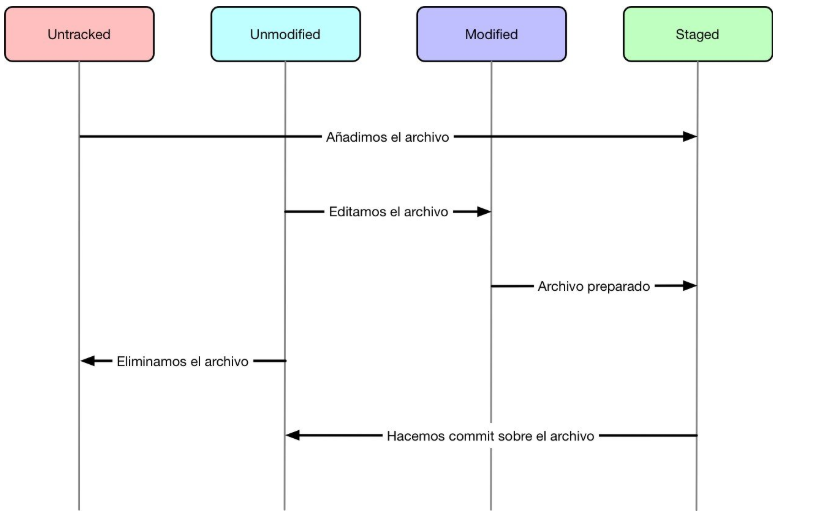 Untracked
Unmodified
Modified
Staged
Añadimos el archivo
Editamos el archivo
Archivo preparado
Eliminamos el archivo
Hacemos commit sobre el archivo